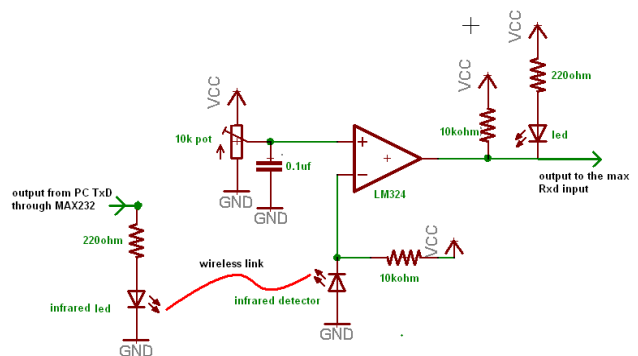 VCC
VCC
220ohm
VCC
10k pot
10kohm
led
0.1uf
output to the max
Rxd input
LM324
GND
GND
output from PC TxD
through MAX232
220ohm
VCC
wireless link
10kohm
infrared led
infrared detector
GND
GND